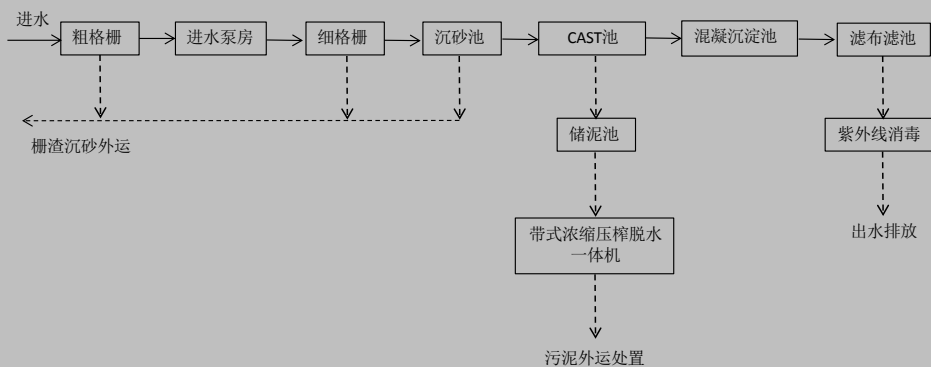 进水
粗格栅
进水泵房
细格栅
沉砂池
CAST池
混凝沉淀池
滤布滤池
栅渣沉砂外运
储泥池
紫外线消毒
带式浓缩压榨脱水
一体机
出水排放
污泥外运处置